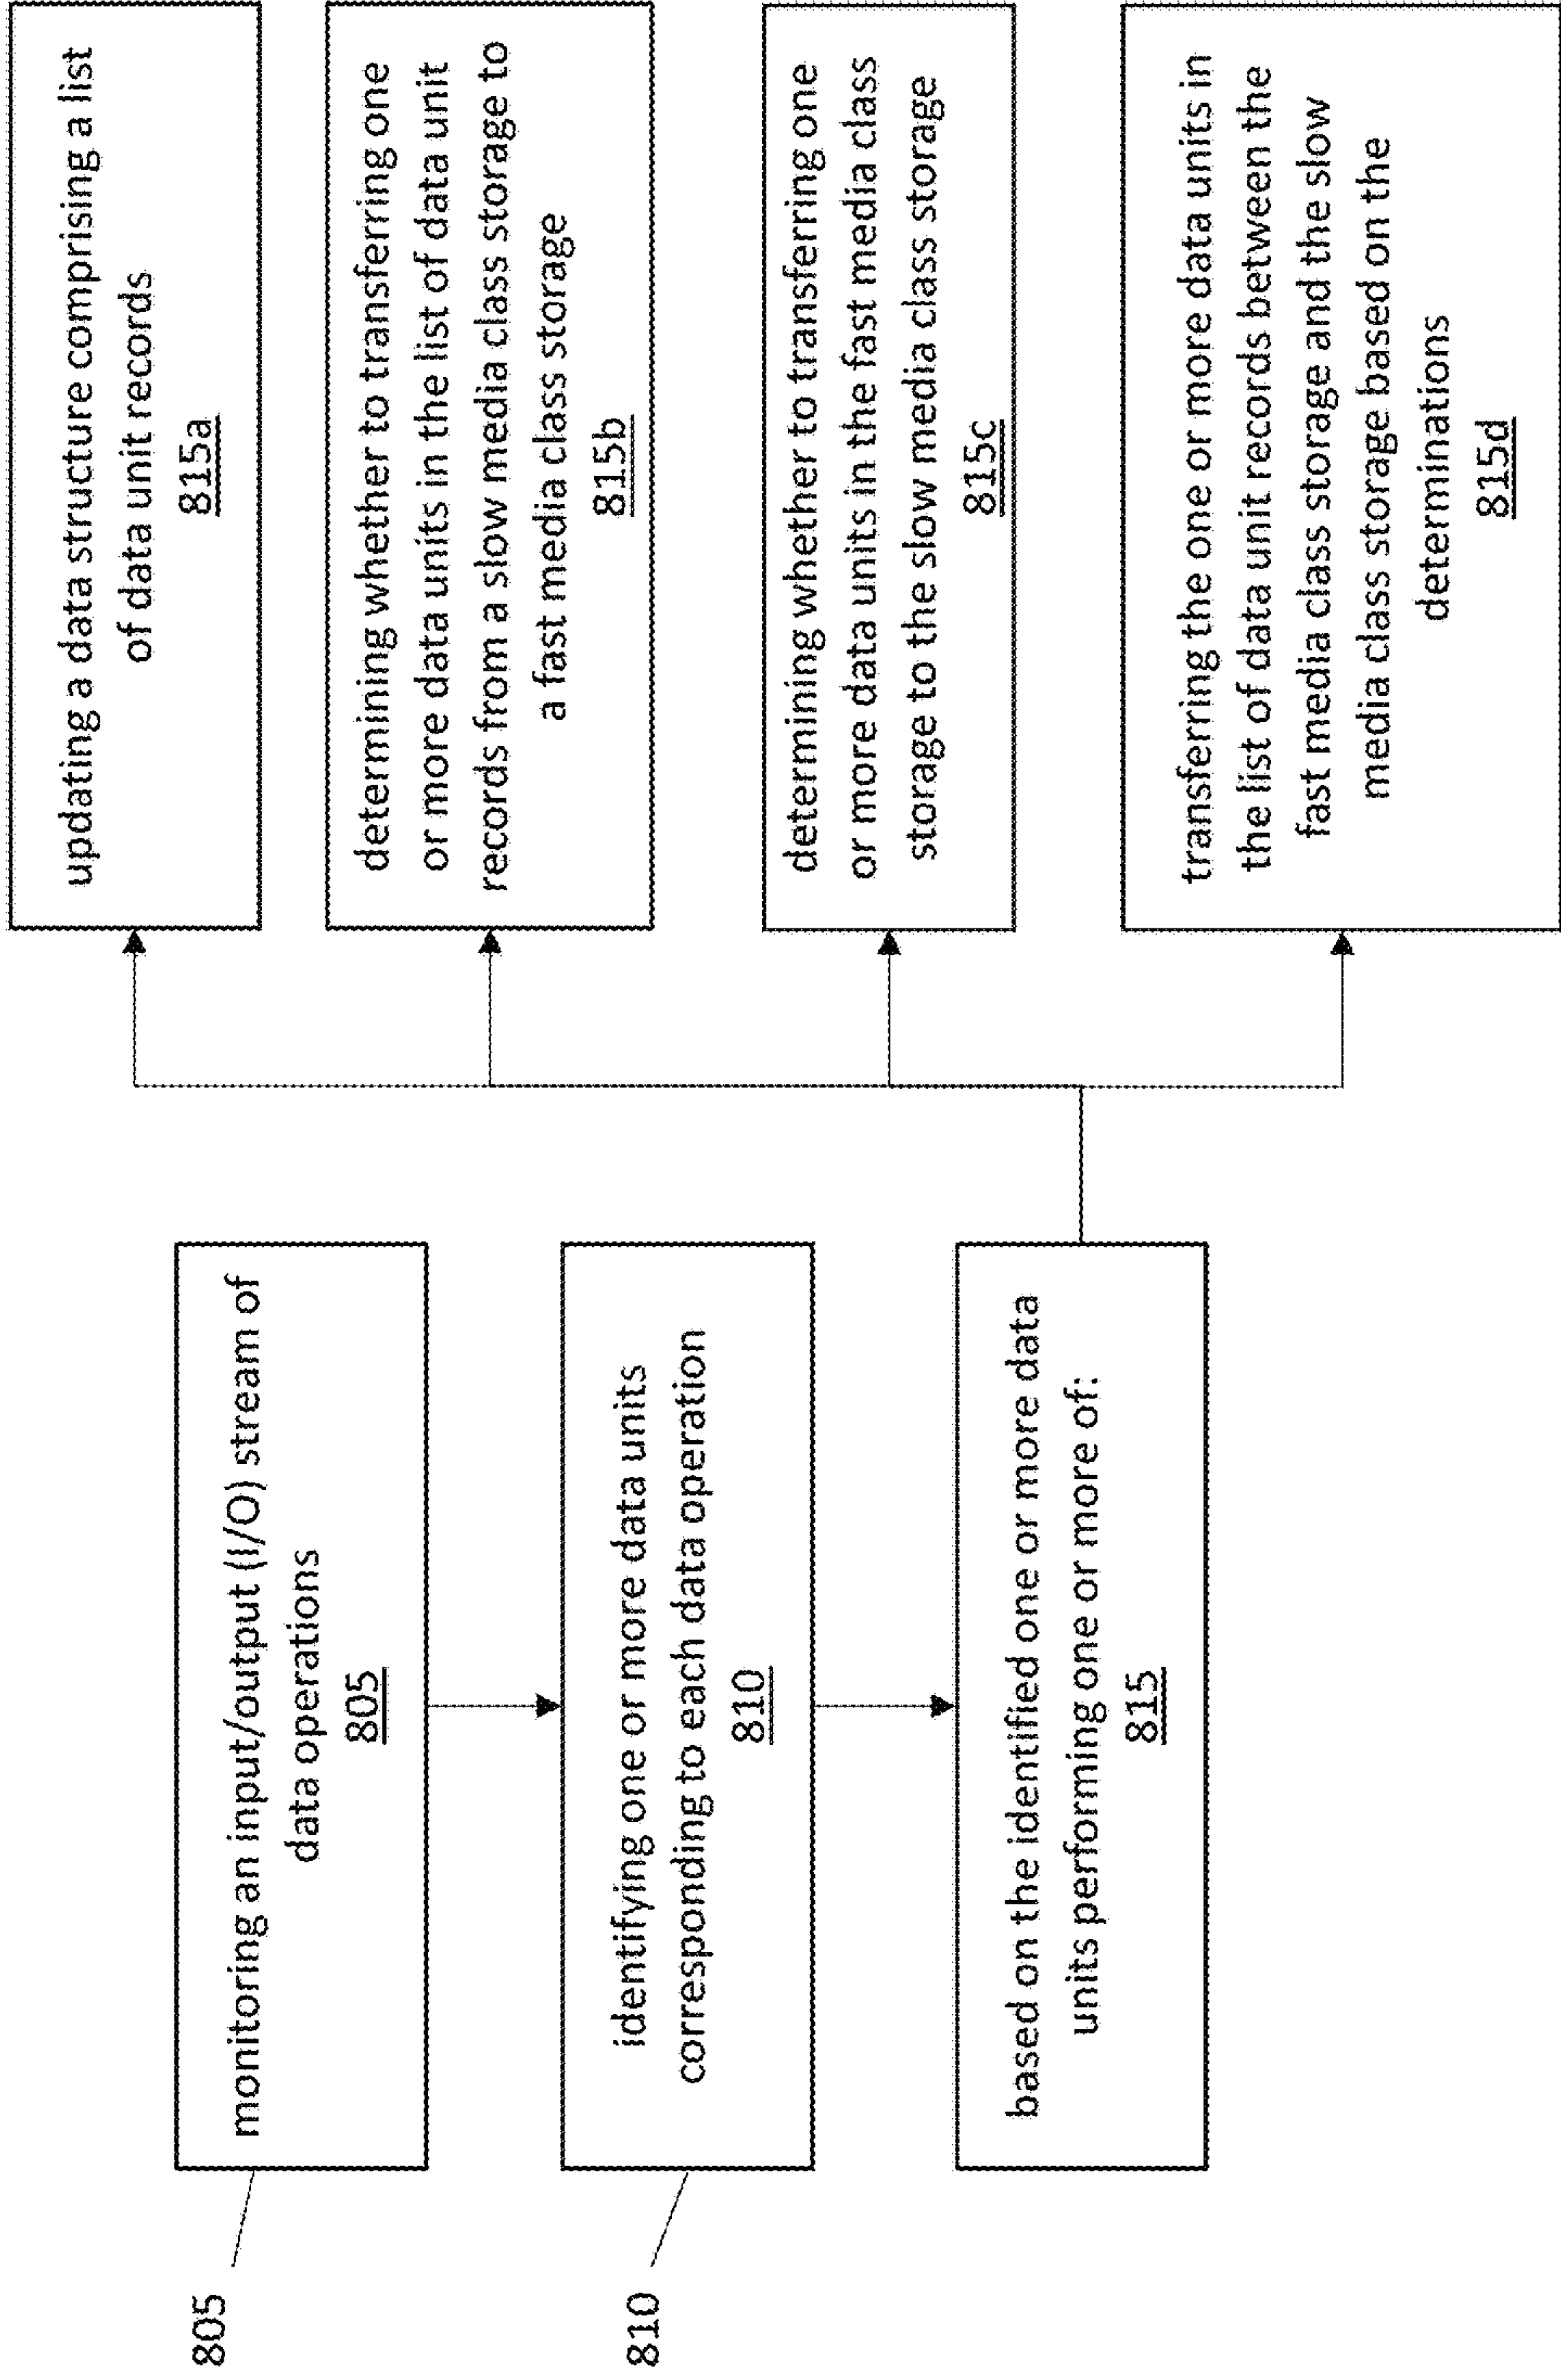 805
monitoring an input/output (I/O) stream of
data operations
805
810
identifying one or more data units
corresponding to each data operation
810
based on the identified one or more data
units performing one or more of:
815
updating a data structure comprising a list
of data unit records
815a
determining whether to transferring one
or more data units in the list of data unit
records from a slow media class storage to
a fast media class storage
815b
determining whether to transferring one
or more data units in the fast media class
storage to the slow media class storage
815c
transferring the one or more data units in
the list of data unit records between the
fast media class storage and the slow
media class storage based on the
determinations
815d